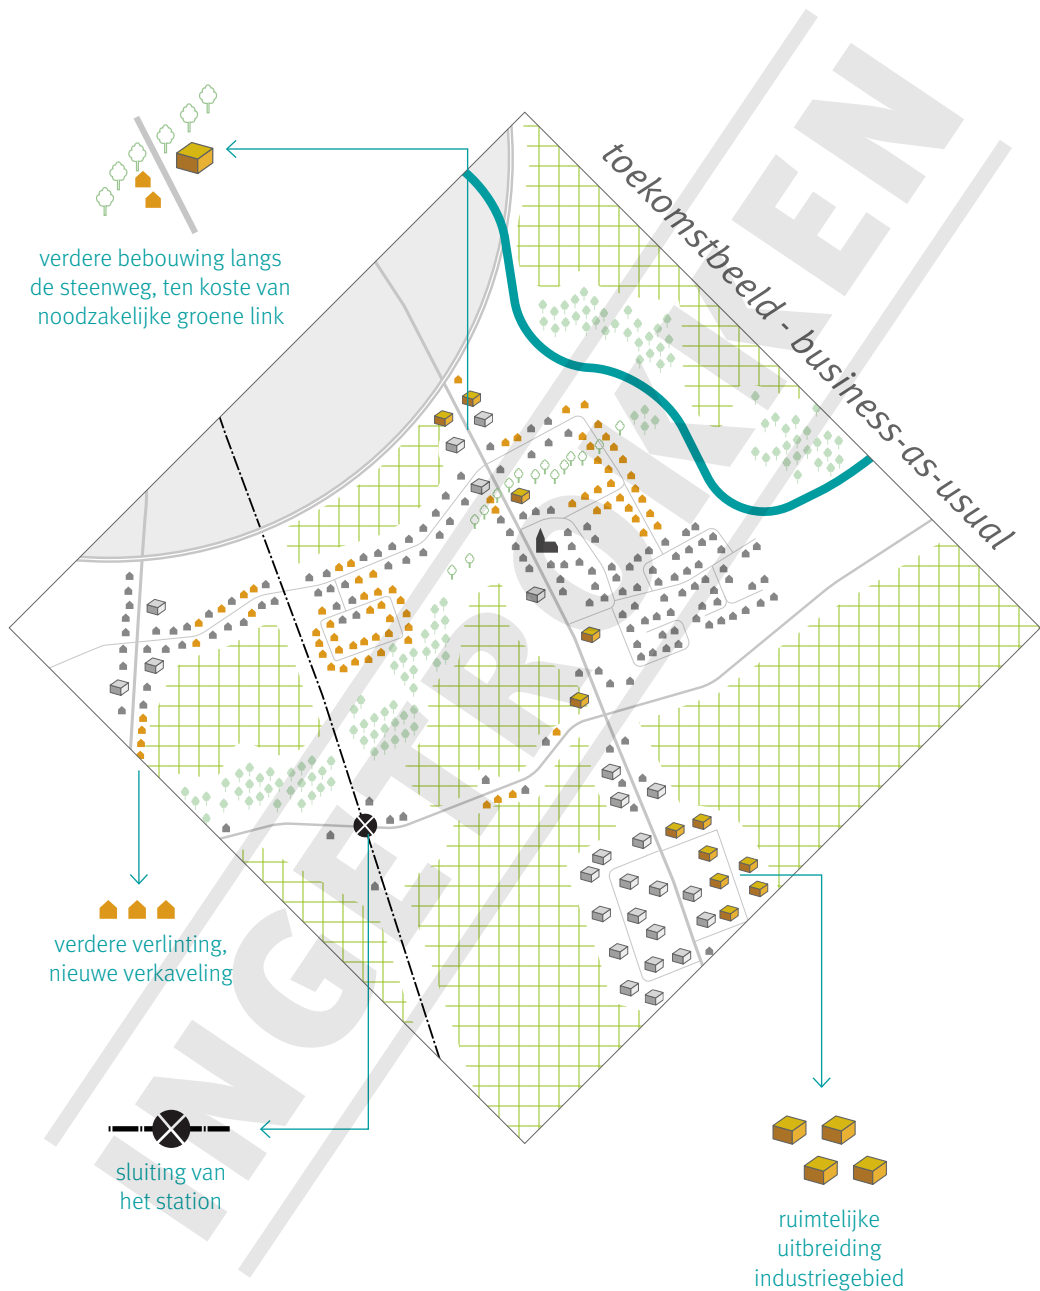 toekomstbeeld - business-as-usual
verdere bebouwing langs
de steenweg, ten koste van
noodzakelijke groene link
verdere verlinting,
nieuwe verkaveling
sluiting van
het station
ruimtelijke
uitbreiding
industriegebied
INGETROKKEN